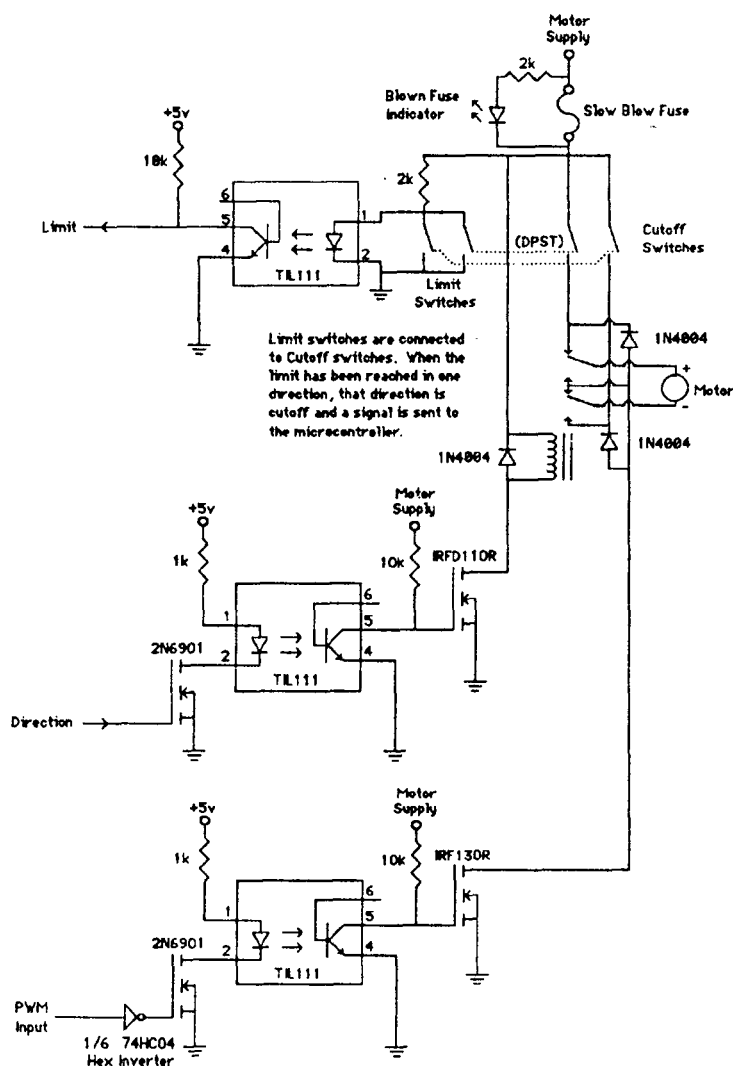 Motor
Supply
2k
Blown Fuse
Indicator
Slow Blow Fuse
+5v
10k
2k
Limit
6
5
4
1
2
TIL111
(DPST)
Cutoff
Switches
Limit
Switches
Limit switches are connected
to Cutoff switches. When the
limit has been reached in one
direction, that direction is
cutoff and a signal is sent to
the microcontroller.
1N4004
+
Motor
-
1N4004
1N4004
+5v
1k
Motor
Supply
10k
IRFD110R
1
2
6
5
4
2N6901
TIL111
Direction
+5v
1k
Motor
Supply
10k
IRF130R
1
2
6
5
4
2N6901
TIL111
PWM
Input
1/6 74HC04
Hex Inverter